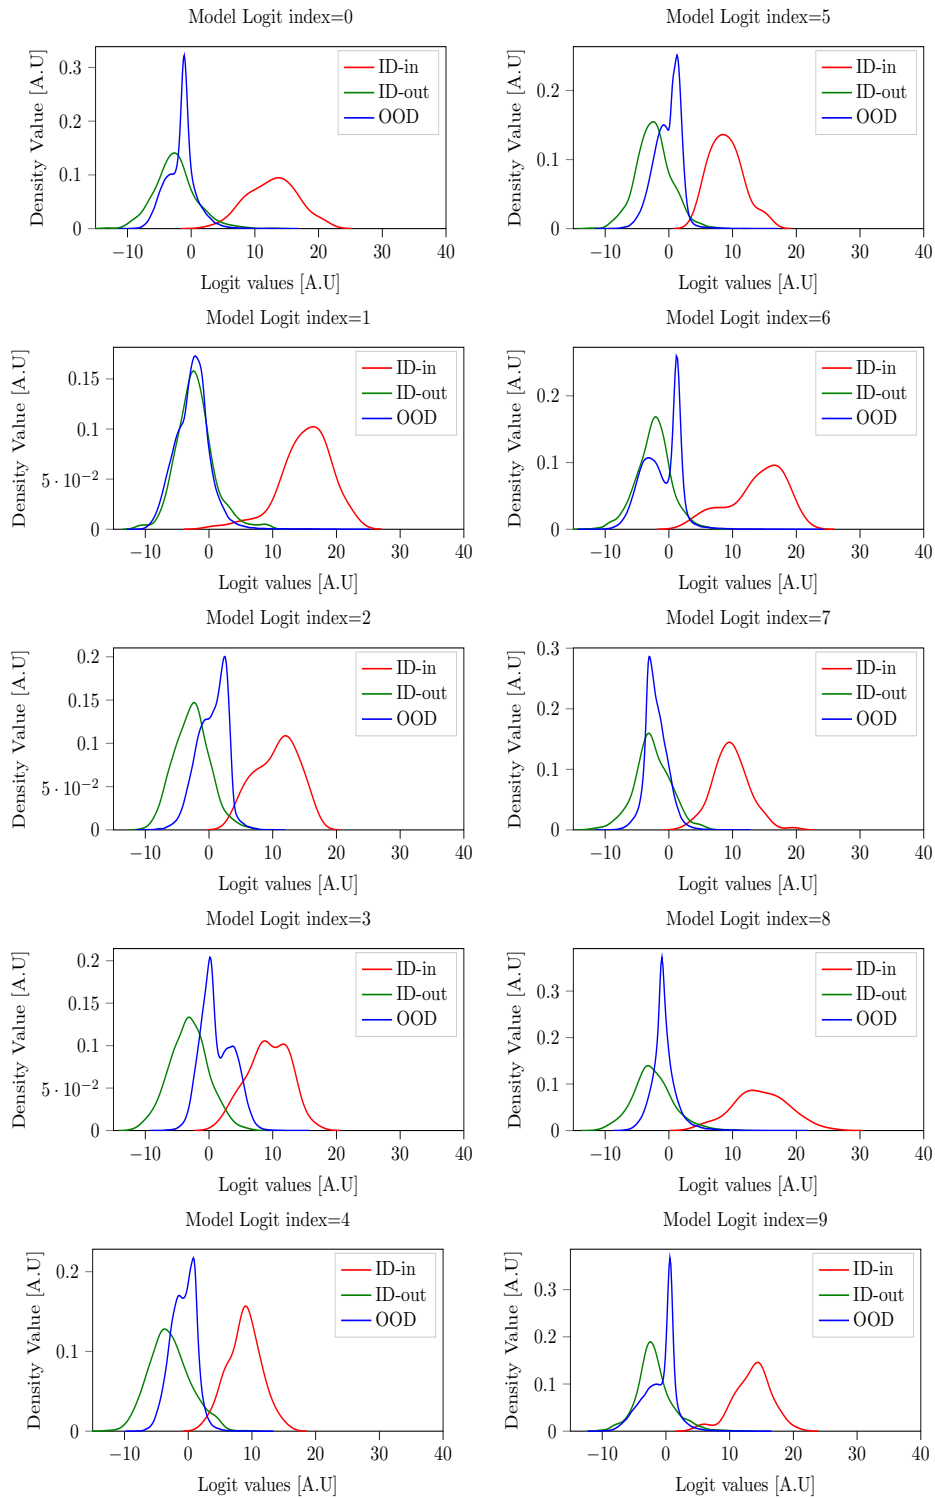 Model Logit index=0
Density Value [A.U]
0.3
0.2
0.1
0
ID-in
ID-out
OOD
−10 0 10 20 30 40
Logit values [A.U]
Model Logit index=5
Density Value [A.U]
0.2
0.1
0
ID-in
ID-out
OOD
−10 0 10 20 30 40
Logit values [A.U]
Model Logit index=1
Density Value [A.U]
0.15
0.1
5 · 10⁻²
0
ID-in
ID-out
OOD
−10 0 10 20 30 40
Logit values [A.U]
Model Logit index=6
Density Value [A.U]
0.2
0.1
0
ID-in
ID-out
OOD
−10 0 10 20 30 40
Logit values [A.U]
Model Logit index=2
Density Value [A.U]
0.2
0.15
0.1
5 · 10⁻²
0
ID-in
ID-out
OOD
−10 0 10 20 30 40
Logit values [A.U]
Model Logit index=7
Density Value [A.U]
0.3
0.2
0.1
0
ID-in
ID-out
OOD
−10 0 10 20 30 40
Logit values [A.U]
Model Logit index=3
Density Value [A.U]
0.2
0.15
0.1
5 · 10⁻²
0
ID-in
ID-out
OOD
−10 0 10 20 30 40
Logit values [A.U]
Model Logit index=8
Density Value [A.U]
0.3
0.2
0.1
0
ID-in
ID-out
OOD
−10 0 10 20 30 40
Logit values [A.U]
Model Logit index=4
Density Value [A.U]
0.2
0.1
0
ID-in
ID-out
OOD
−10 0 10 20 30 40
Logit values [A.U]
Model Logit index=9
Density Value [A.U]
0.3
0.2
0.1
0
ID-in
ID-out
OOD
−10 0 10 20 30 40
Logit values [A.U]